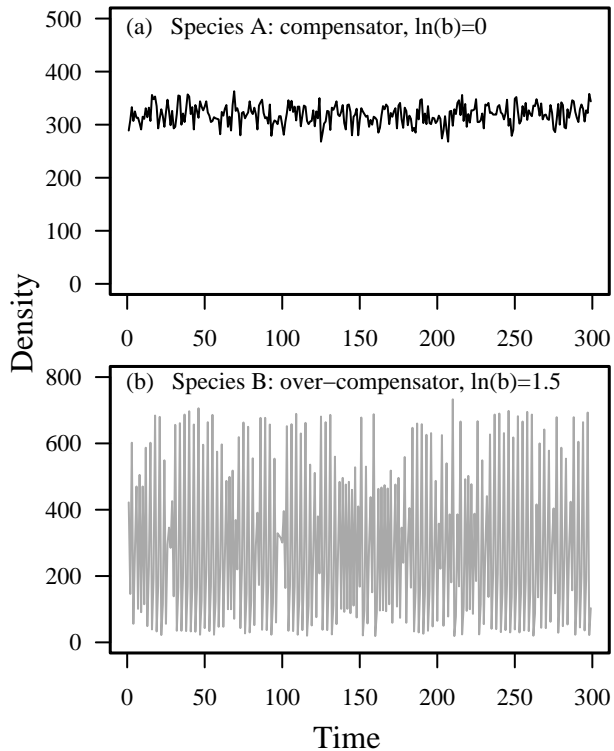 (a) Species A: compensator, ln(b)=0
500
400
300
200
100
0
0 50 100 150 200 250 300
Density
(b) Species B: over−compensator, ln(b)=1.5
800
600
400
200
0
0 50 100 150 200 250 300
Time